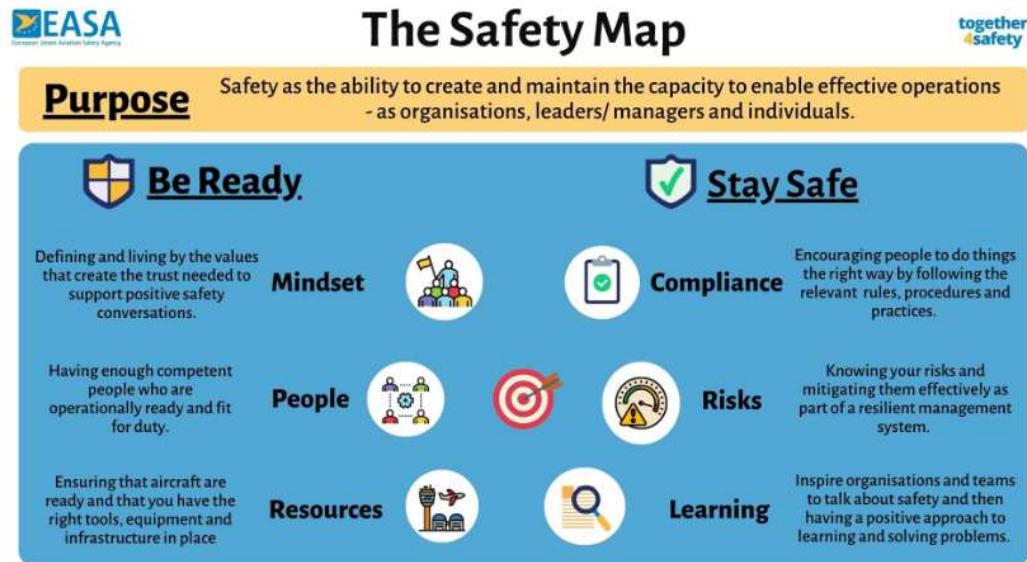 EASA
European Union Aviation Safety Agency
The Safety Map
together
4safety
Purpose
Safety as the ability to create and maintain the capacity to enable effective operations
- as organisations, leaders/ managers and individuals.
Be Ready
Defining and living by the values
that create the trust needed to
support positive safety
conversations.
Mindset
Having enough competent
people who are
operationally ready and fit
for duty.
People
Ensuring that aircraft are
ready and that you have the
right tools, equipment and
infrastructure in place
Resources
Stay Safe
Compliance
Encouraging people to do things
the right way by following the
relevant rules, procedures and
practices.
Risks
Knowing your risks and
mitigating them effectively as
part of a resilient management
system.
Learning
Inspire organisations and teams
to talk about safety and then
having a positive approach to
learning and solving problems.